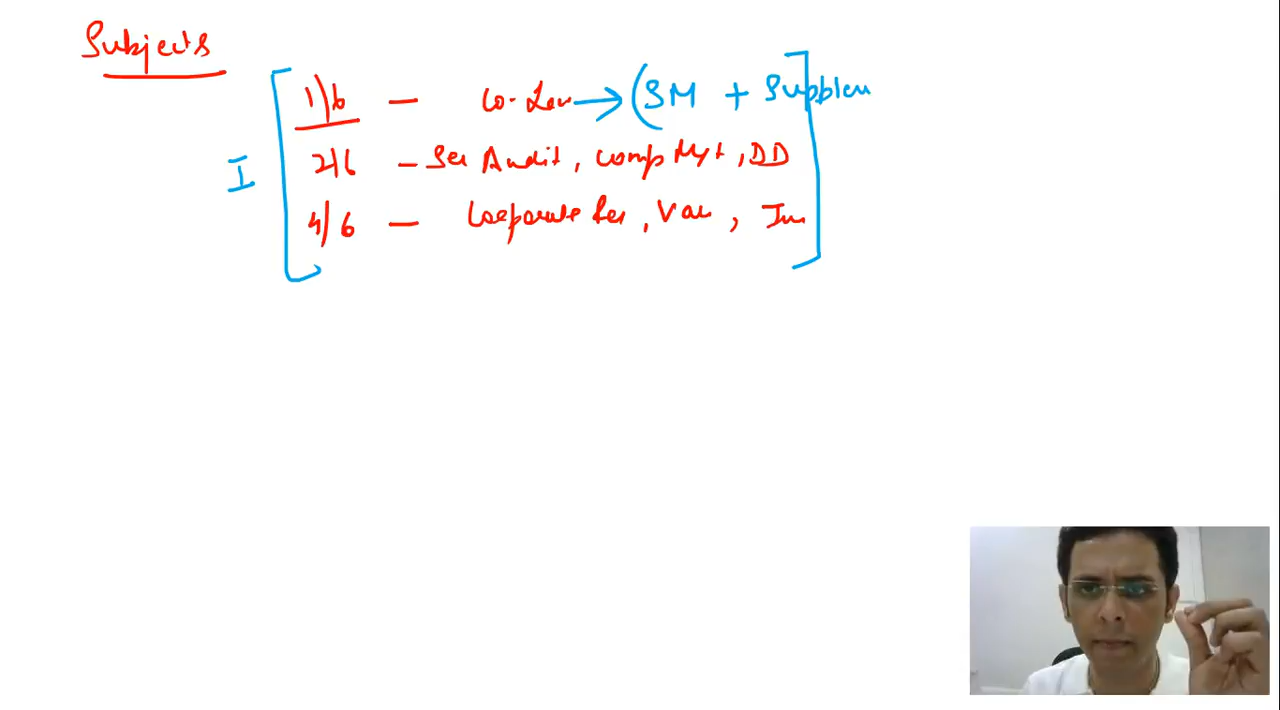 Subjects
1/6 — Co-Law → (SM + Supplem
I
2/6 — Sec Audit, comp Mgt, DD
4/6 — Corporate Res, Val, Ins